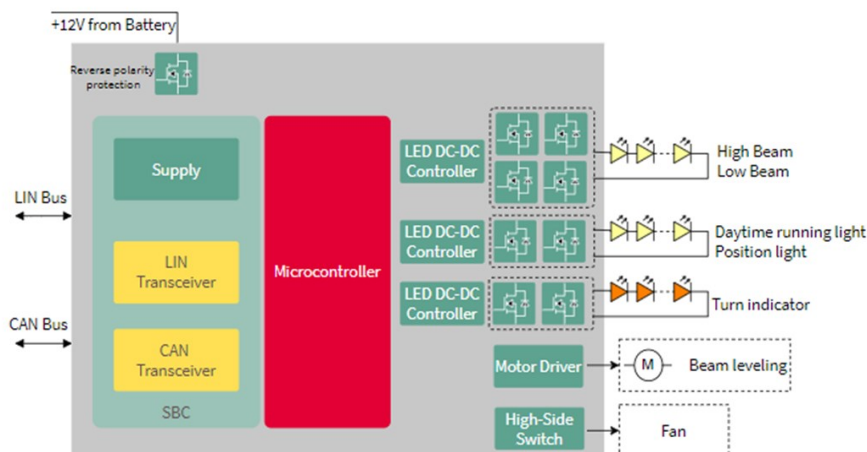 +12V from Battery
Reverse polarity
protection
Supply
LIN
Transceiver
CAN
Transceiver
SBC
LIN Bus
CAN Bus
Microcontroller
LED DC-DC
Controller
High Beam
Low Beam
LED DC-DC
Controller
Daytime running light
Position light
LED DC-DC
Controller
Turn indicator
Motor Driver
M
Beam leveling
High-Side
Switch
Fan